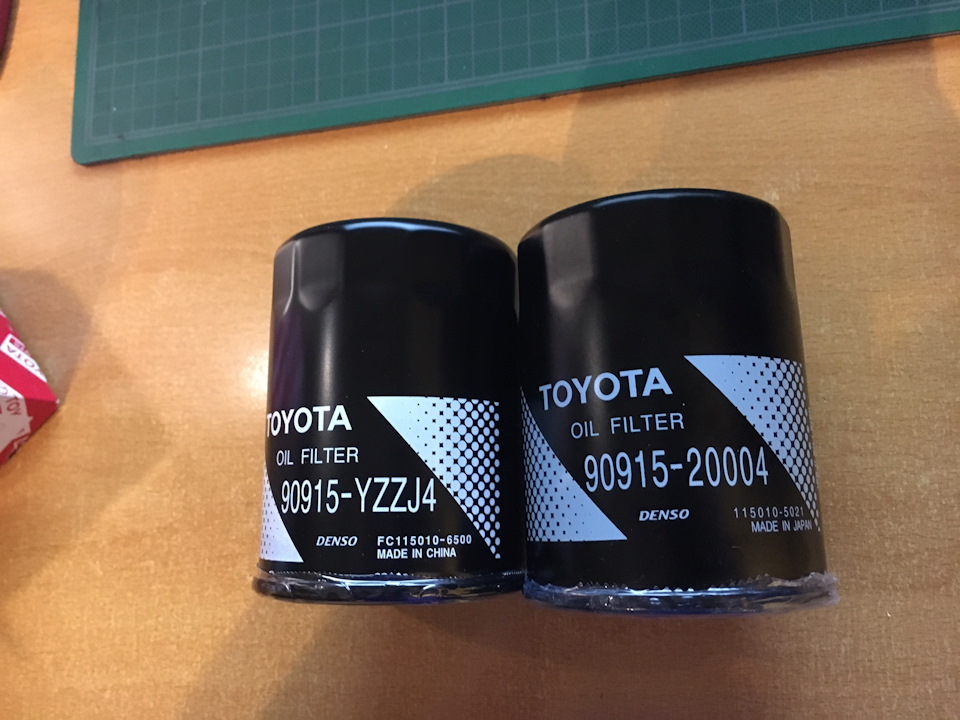 TOYOTA
OIL FILTER
90915-YZZJ4
DENSO FC115010-6500
MADE IN CHINA
TOYOTA
OIL FILTER
90915-20004
DENSO 115010-5021
MADE IN JAPAN